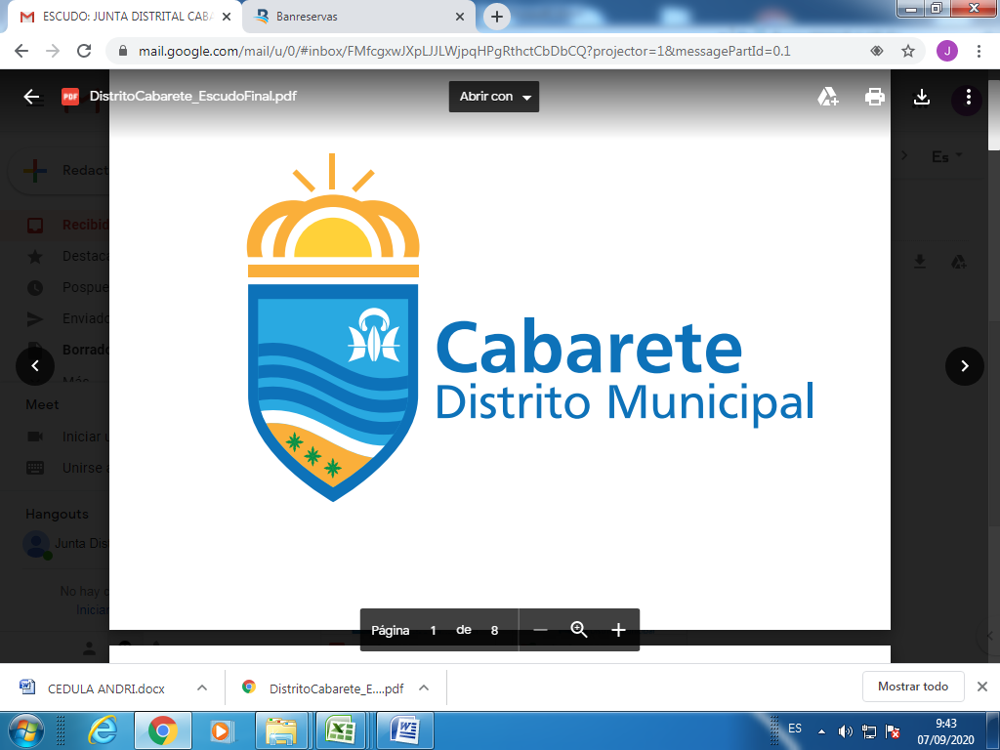 ESCUDO: JUNTA DISTRITAL CABA
Banreservas
mail.google.com/mail/u/0/#inbox/FMfcgxwJXpLJJLWjpqHPgRthctCbDbCQ?projector=1&messagePartId=0.1
J
PDF
DistritoCabarete_EscudoFinal.pdf
Abrir con
Redact
Es
Recibid
Destaca
Pospue
Enviado
Borrado
Más
Cabarete
Distrito Municipal
Meet
Iniciar u
Unirse a
Hangouts
Junta Dist
No hay c
Iniciar
Página 1 de 8
CEDULA ANDRI.docx
DistritoCabarete_E....pdf
Mostrar todo
ES
9:43
07/09/2020